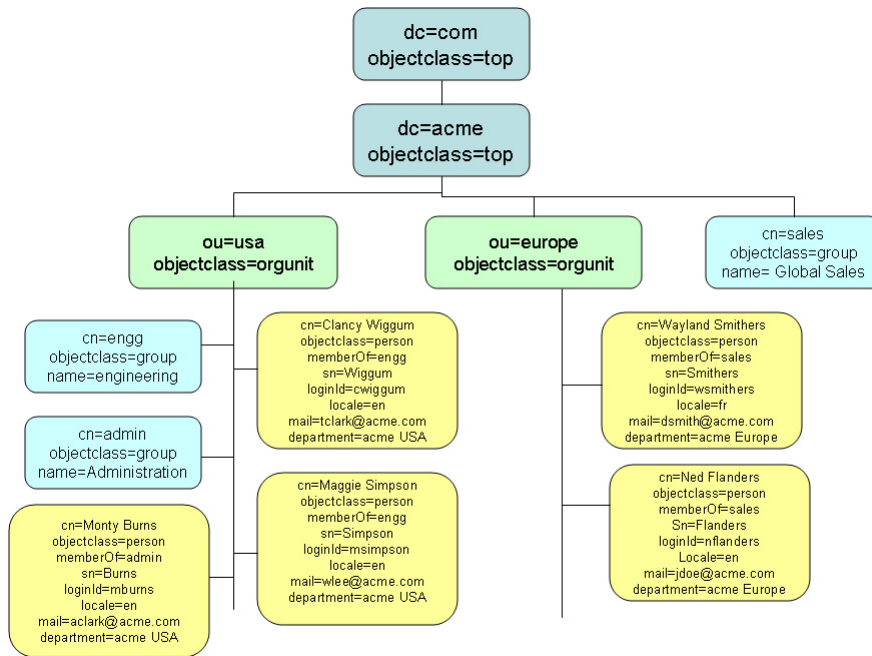 dc=com
objectclass=top
dc=acme
objectclass=top
ou=usa
objectclass=orgunit
ou=europe
objectclass=orgunit
cn=sales
objectclass=group
name= Global Sales
cn=engg
objectclass=group
name=engineering
cn=Clancy Wiggum
objectclass=person
memberOf=engg
sn=Wiggum
loginId=cwiggum
locale=en
mail=tclark@acme.com
department=acme USA
cn=Wayland Smithers
objectclass=person
memberOf=sales
sn=Smithers
loginId=wsmithers
locale=fr
mail=dsmith@acme.com
department=acme Europe
cn=admin
objectclass=group
name=Administration
cn=Monty Burns
objectclass=person
memberOf=admin
sn=Burns
loginId=mburns
locale=en
mail=aclark@acme.com
department=acme USA
cn=Maggie Simpson
objectclass=person
memberOf=engg
sn=Simpson
loginId=msimpson
locale=en
mail=wlee@acme.com
department=acme USA
cn=Ned Flanders
objectclass=person
memberOf=sales
Sn=Flanders
loginId=nflanders
Locale=en
mail=jdoe@acme.com
department=acme Europe